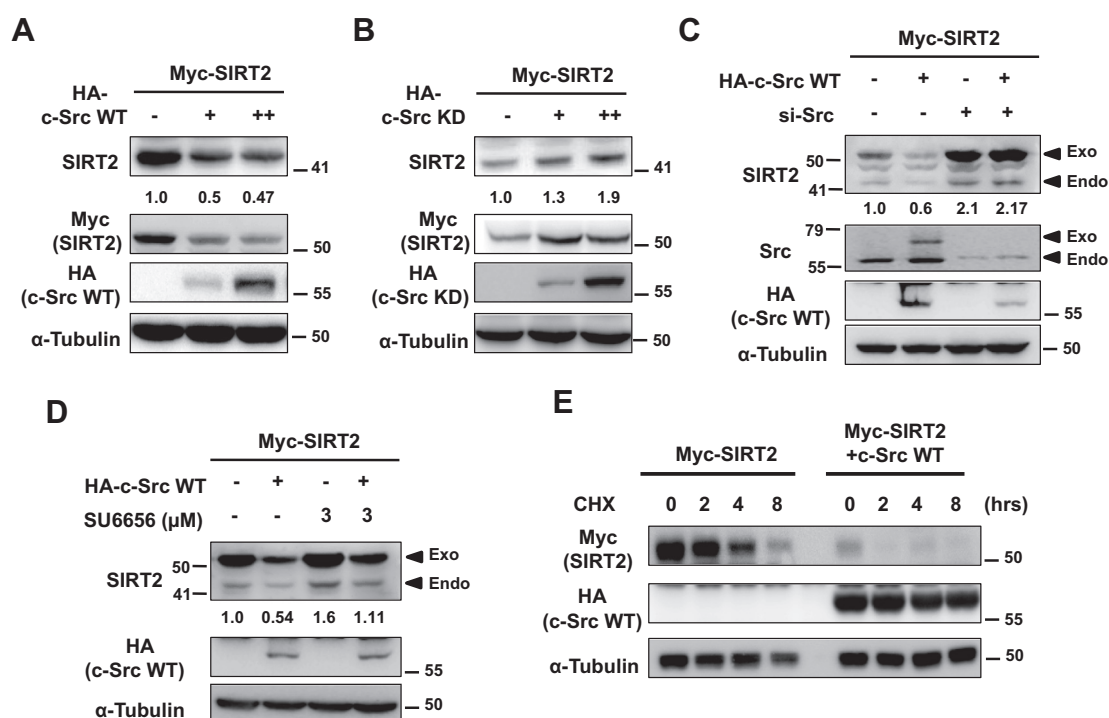 A
Myc-SIRT2
HA-
c-Src WT - + ++
SIRT2 41
1.0 0.5 0.47
Myc
(SIRT2) 50
HA
(c-Src WT) 55
α-Tubulin 50
B
Myc-SIRT2
HA-
c-Src KD - + ++
SIRT2 41
1.0 1.3 1.9
Myc
(SIRT2) 50
HA
(c-Src KD) 55
α-Tubulin 50
C
Myc-SIRT2
HA-c-Src WT - + - +
si-Src - - + +
SIRT2 50 Exo
41 Endo
1.0 0.6 2.1 2.17
79 Exo
Src Endo
55
HA
(c-Src WT) 55
α-Tubulin 50
D
Myc-SIRT2
HA-c-Src WT - + - +
SU6656 (μM) - - 3 3
SIRT2 50 Exo
41 Endo
1.0 0.54 1.6 1.11
HA
(c-Src WT) 55
α-Tubulin 50
E
Myc-SIRT2
Myc-SIRT2
+c-Src WT
CHX 0 2 4 8 0 2 4 8 (hrs)
Myc
(SIRT2) 50
HA
(c-Src WT) 55
α-Tubulin 50